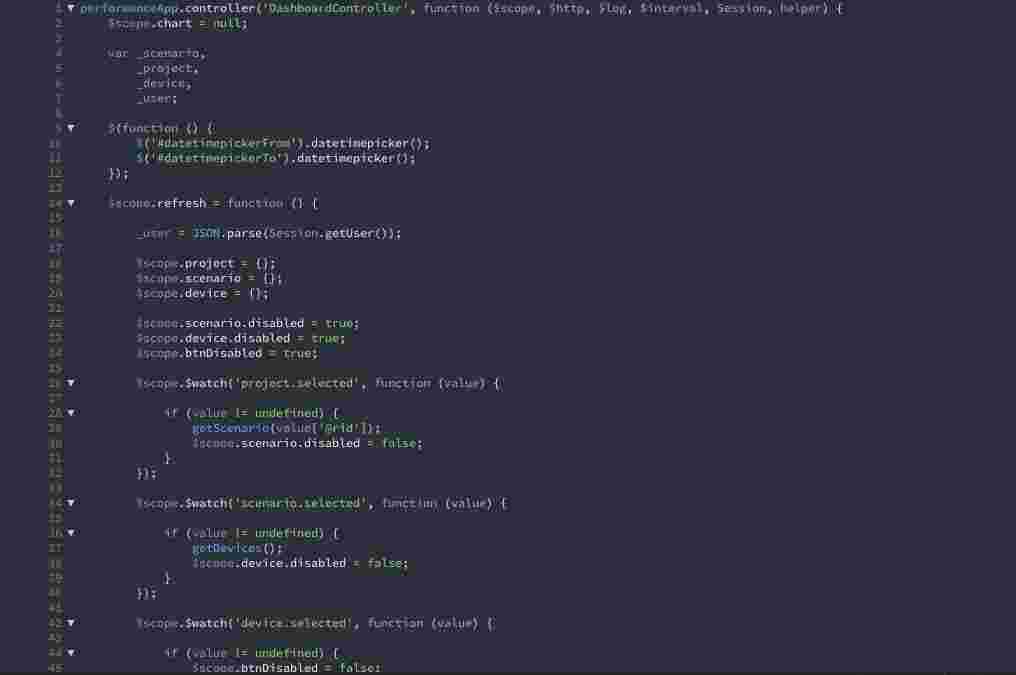 1 performanceApp.controller('DashboardController', function ($scope, $http, $log, $interval, Session, helper) {
2 $scope.chart = null;
3
4 var _scenario,
5 _project,
6 _device,
7 _user;
8
9 $(function () {
10 $('#datetimepickerFrom').datetimepicker();
11 $('#datetimepickerTo').datetimepicker();
12 });
13
14 $scope.refresh = function () {
15
16 _user = JSON.parse(Session.getUser());
17
18 $scope.project = {};
19 $scope.scenario = {};
20 $scope.device = {};
21
22 $scope.scenario.disabled = true;
23 $scope.device.disabled = true;
24 $scope.btnDisabled = true;
25
26 $scope.$watch('project.selected', function (value) {
27
28 if (value != undefined) {
29 getScenario(value['@rid']);
30 $scope.scenario.disabled = false;
31 }
32 });
33
34 $scope.$watch('scenario.selected', function (value) {
35
36 if (value != undefined) {
37 getDevices();
38 $scope.device.disabled = false;
39 }
40 });
41
42 $scope.$watch('device.selected', function (value) {
43
44 if (value != undefined) {
45 $scope.btnDisabled = false;